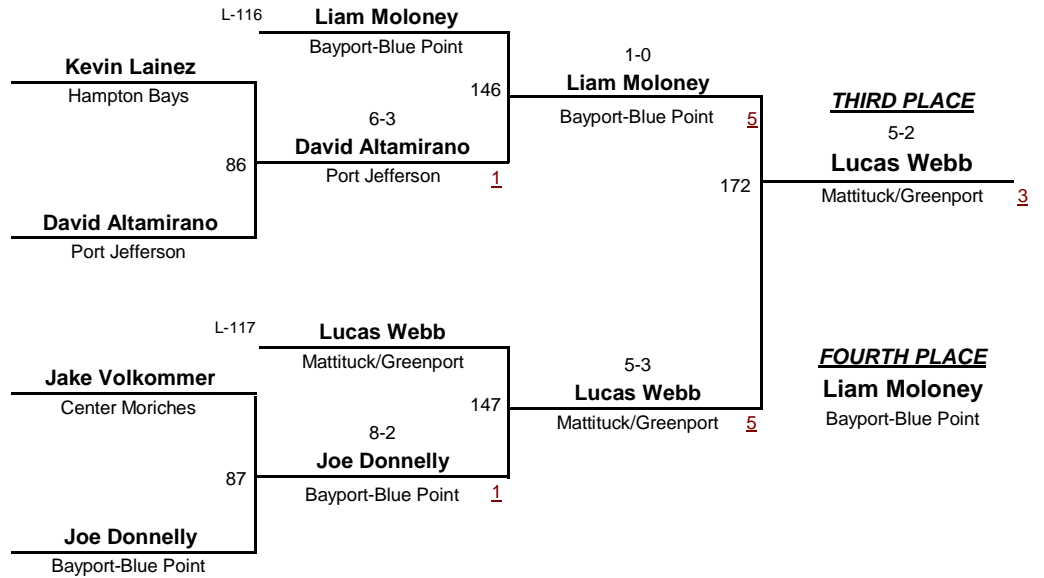 L-116
Liam Moloney
Bayport-Blue Point
Kevin Lainez
Hampton Bays
146
1-0
Liam Moloney
Bayport-Blue Point 5
THIRD PLACE
5-2
Lucas Webb
Mattituck/Greenport 3
6-3
David Altamirano
Port Jefferson 1
86
172
David Altamirano
Port Jefferson
L-117
Lucas Webb
Mattituck/Greenport
Jake Volkommer
Center Moriches
147
5-3
Lucas Webb
Mattituck/Greenport 5
FOURTH PLACE
Liam Moloney
Bayport-Blue Point
8-2
Joe Donnelly
Bayport-Blue Point 1
87
Joe Donnelly
Bayport-Blue Point